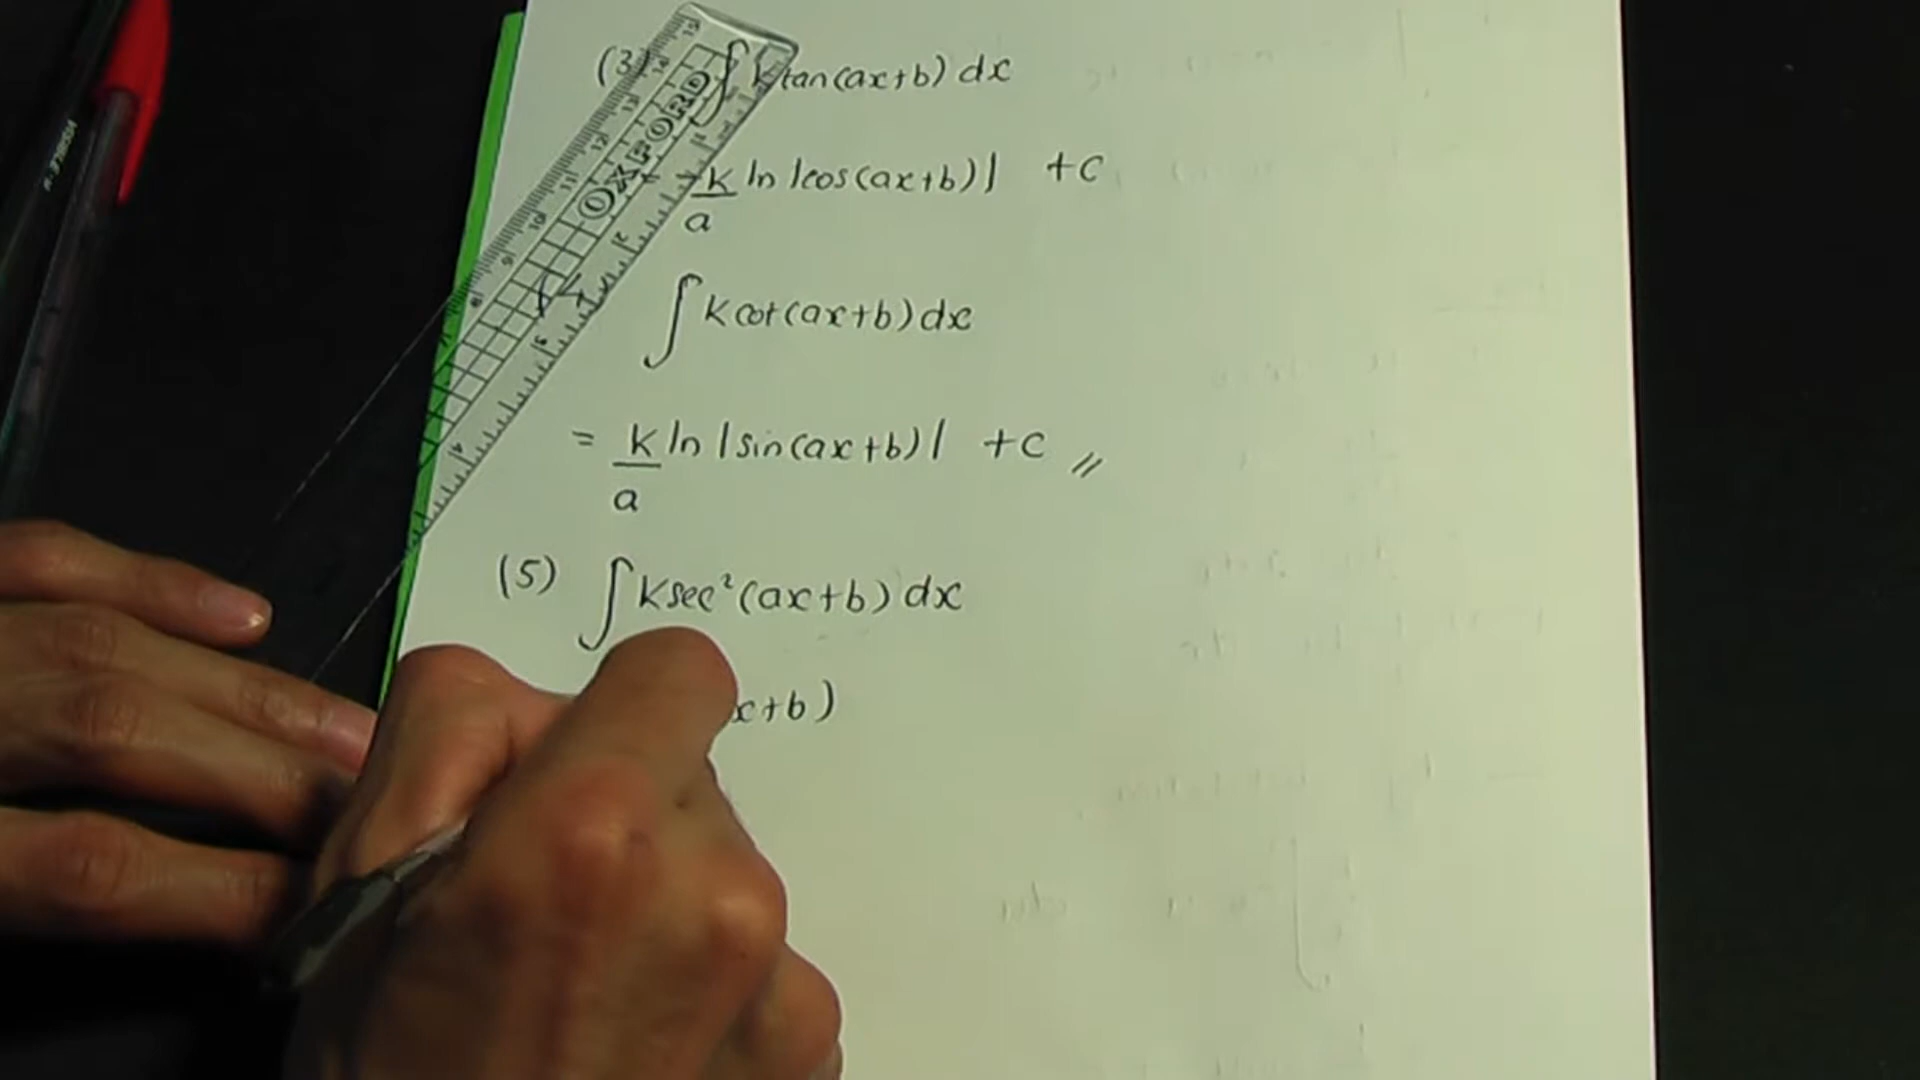 (3) ∫ k tan(ax+b) dx
= -k/a ln |cos(ax+b)| + c
∫ k cot(ax+b) dx
= k/a ln |sin(ax+b)| + c //
(5) ∫ k sec²(ax+b) dx
x+b)
OXFORD